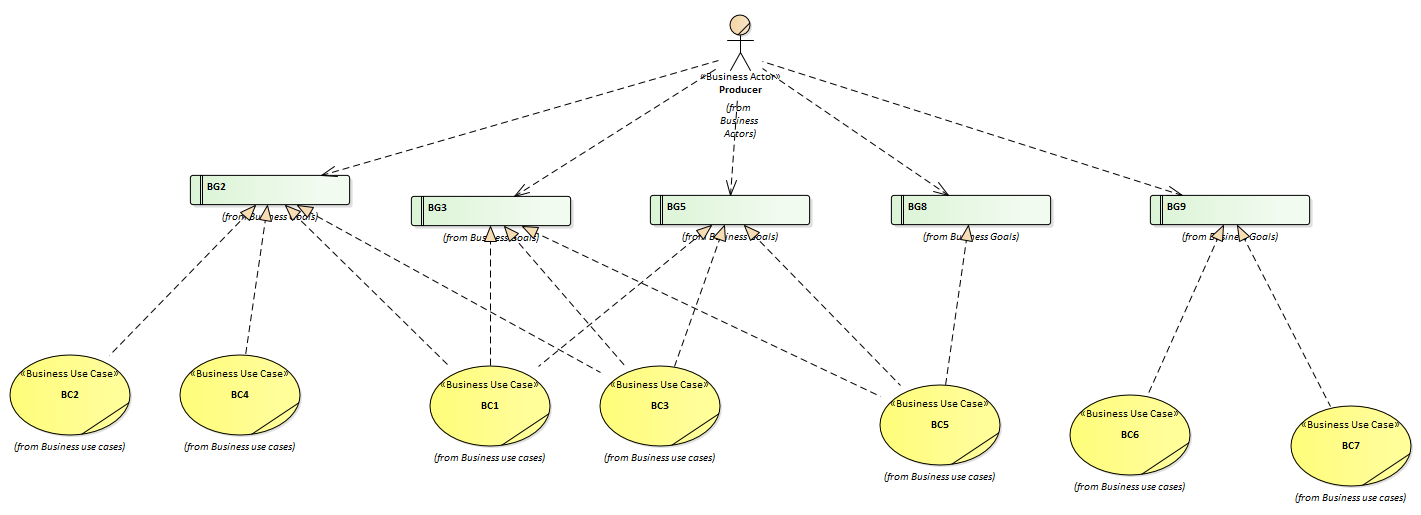 «Business Actor»
Producer
(from
Business
Actors)
BG2
(from Business Goals)
BG3
(from Business Goals)
BG5
(from Business Goals)
BG8
(from Business Goals)
BG9
(from Business Goals)
«Business Use Case»
BC2
(from Business use cases)
«Business Use Case»
BC4
(from Business use cases)
«Business Use Case»
BC1
(from Business use cases)
«Business Use Case»
BC3
(from Business use cases)
«Business Use Case»
BC5
(from Business use cases)
«Business Use Case»
BC6
(from Business use cases)
«Business Use Case»
BC7
(from Business use cases)